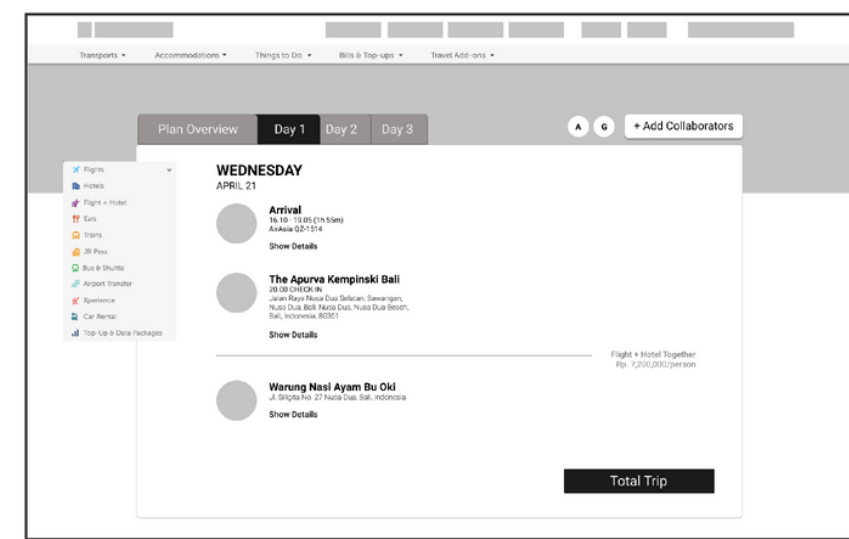 Transports
Accommodations
Things to Do
Bills & Top-ups
Travel Add-ons
Plan Overview
Day 1
Day 2
Day 3
A
G
+ Add Collaborators
Flights
Hotels
Flight + Hotel
Eats
Trains
JR Pass
Bus & Shuttle
Airport Transfer
Xperience
Car Rental
Top-Up & Data Packages
WEDNESDAY
APRIL 21
Arrival
16.10 - 19.05 (1h 55m)
AirAsia QZ-1514
Show Details
The Apurva Kempinski Bali
20.00 CHECK IN
Jalan Raya Nusa Dua Selatan, Sawangan,
Nusa Dua, Bali, Nusa Dua, Nusa Dua Beach,
Bali, Indonesia, 80361
Show Details
Flight + Hotel Together
Rp. 7,200,000/person
Warung Nasi Ayam Bu Oki
Jl. Siligita No. 27 Nusa Dua, Bali, Indonesia
Show Details
Total Trip